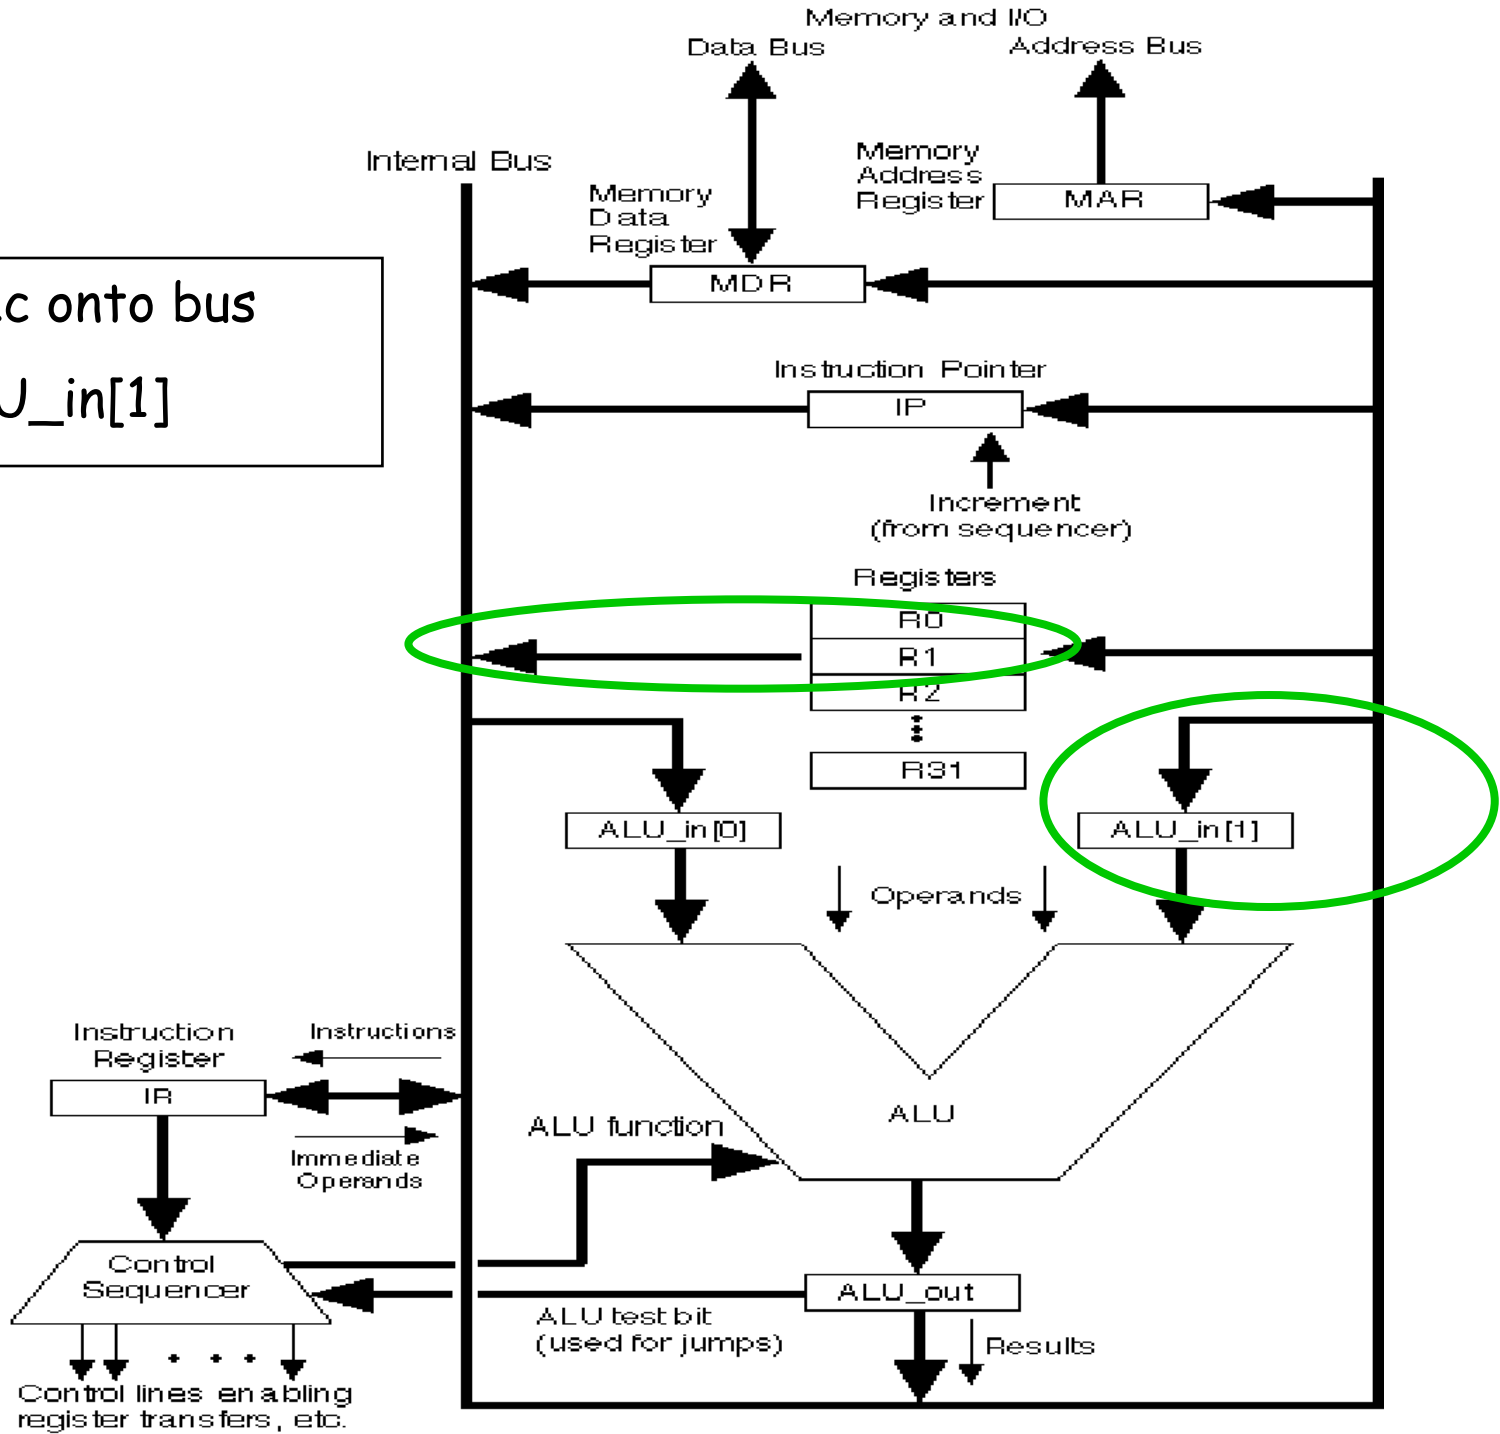 Memory and I/O
Data Bus
Address Bus
Internal Bus
Memory
Address
Register
MAR
Memory
Data
Register
MDR
onto bus
U_in[1]
Instruction Pointer
IP
Increment
(from sequencer)
Registers
R0
R1
R2
R31
ALU_in[0]
ALU_in[1]
Operands
Instruction
Register
Instructions
IR
Immediate
Operands
ALU function
ALU
Control
Sequencer
ALU_out
ALU test bit
(used for jumps)
Results
Control lines enabling
register transfers, etc.